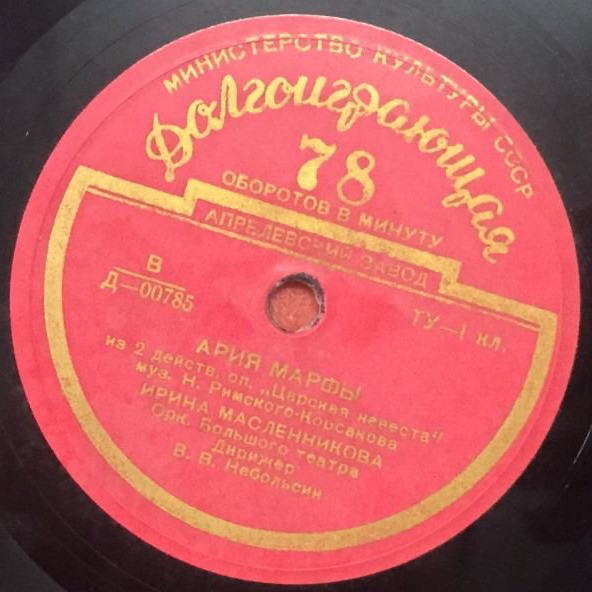 МИНИСТЕРСТВО КУЛЬТУРЫ СССР
Долгоиграющая
78
ОБОРОТОВ В МИНУТУ
АПРЕЛЕВСКИЙ ЗАВОД
В
Д—00785
ТУ—1 кл.
АРИЯ МАРФЫ
из 2 действ. оп. „Царская невеста"
муз. Н. Римского-Корсакова
ИРИНА МАСЛЕННИКОВА
Орк. Большого театра
Дирижер
В. В. Небольсин